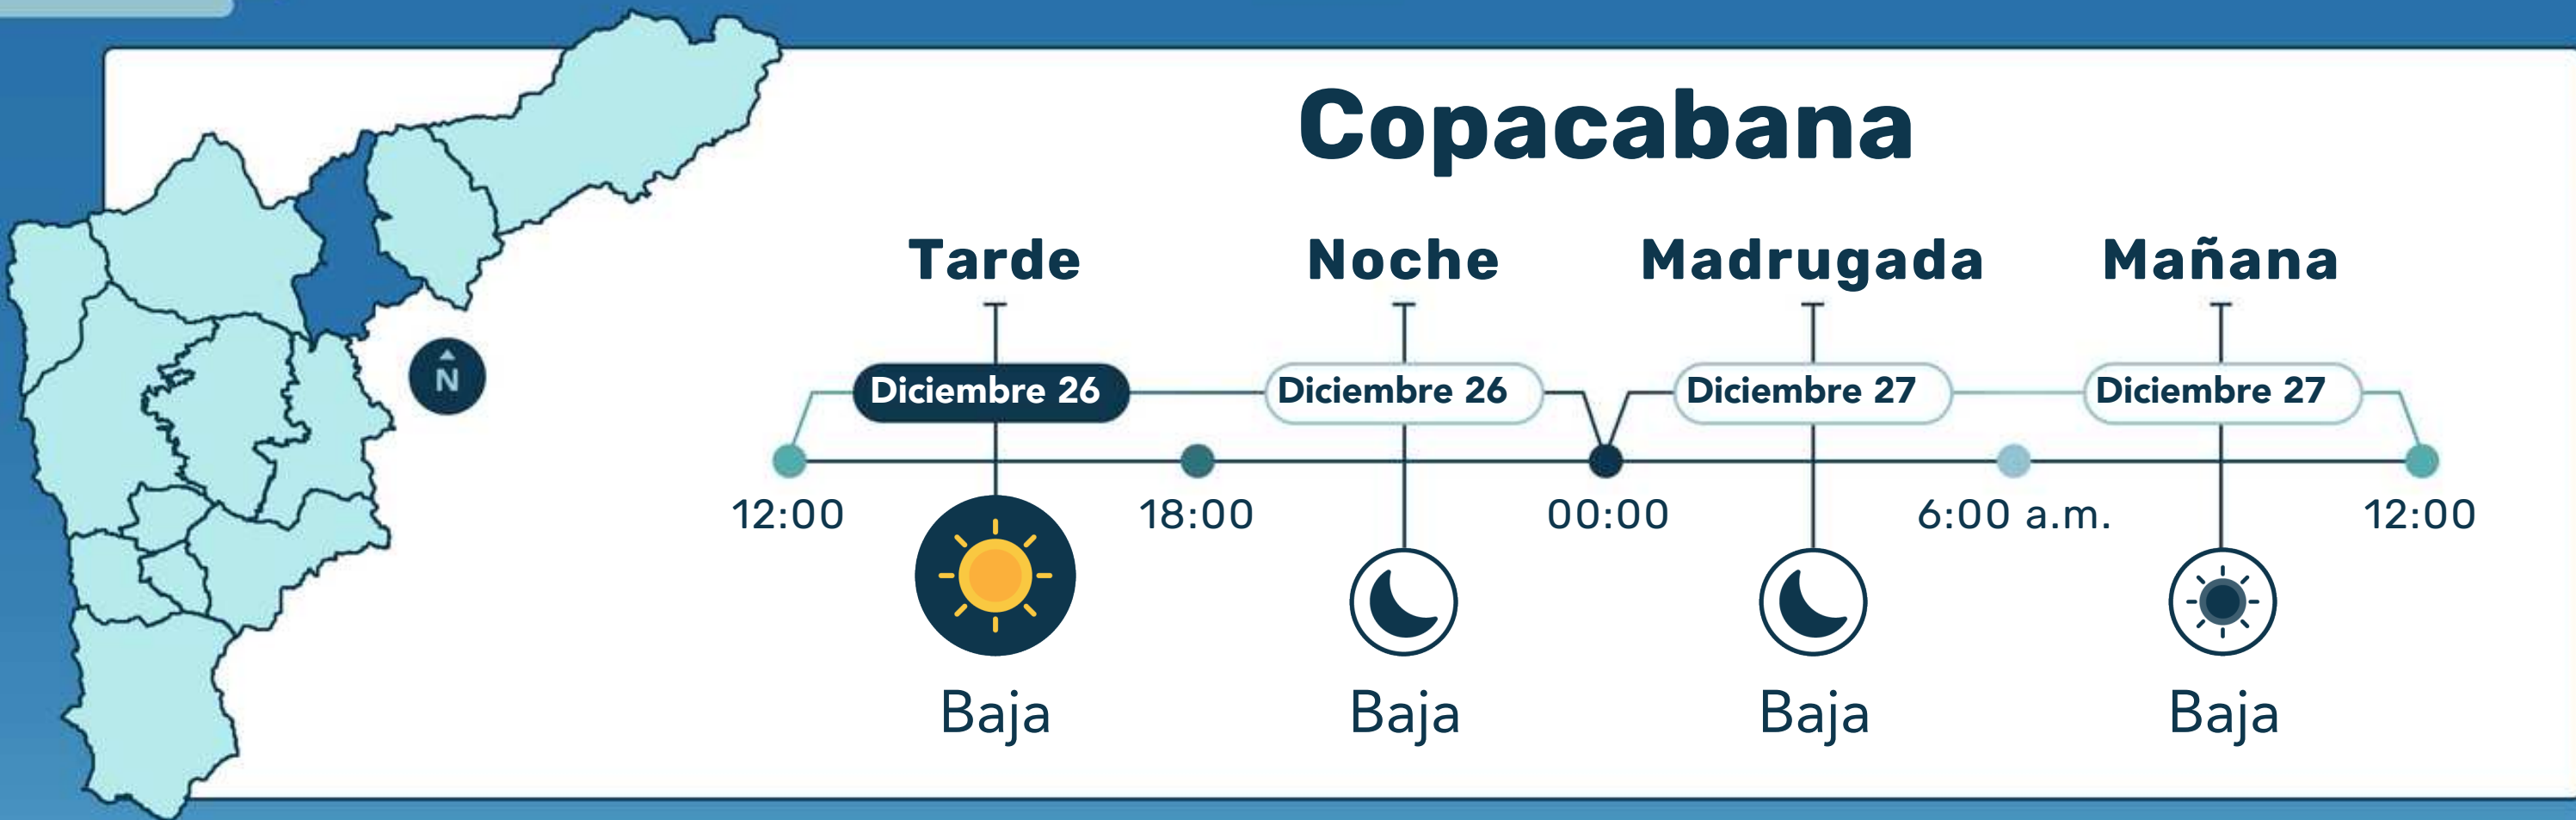 Copacabana
Tarde Noche Madrugada Mañana
N
Diciembre 26 Diciembre 26 Diciembre 27 Diciembre 27
12:00 18:00 00:00 6:00 a.m. 12:00
Baja Baja Baja Baja